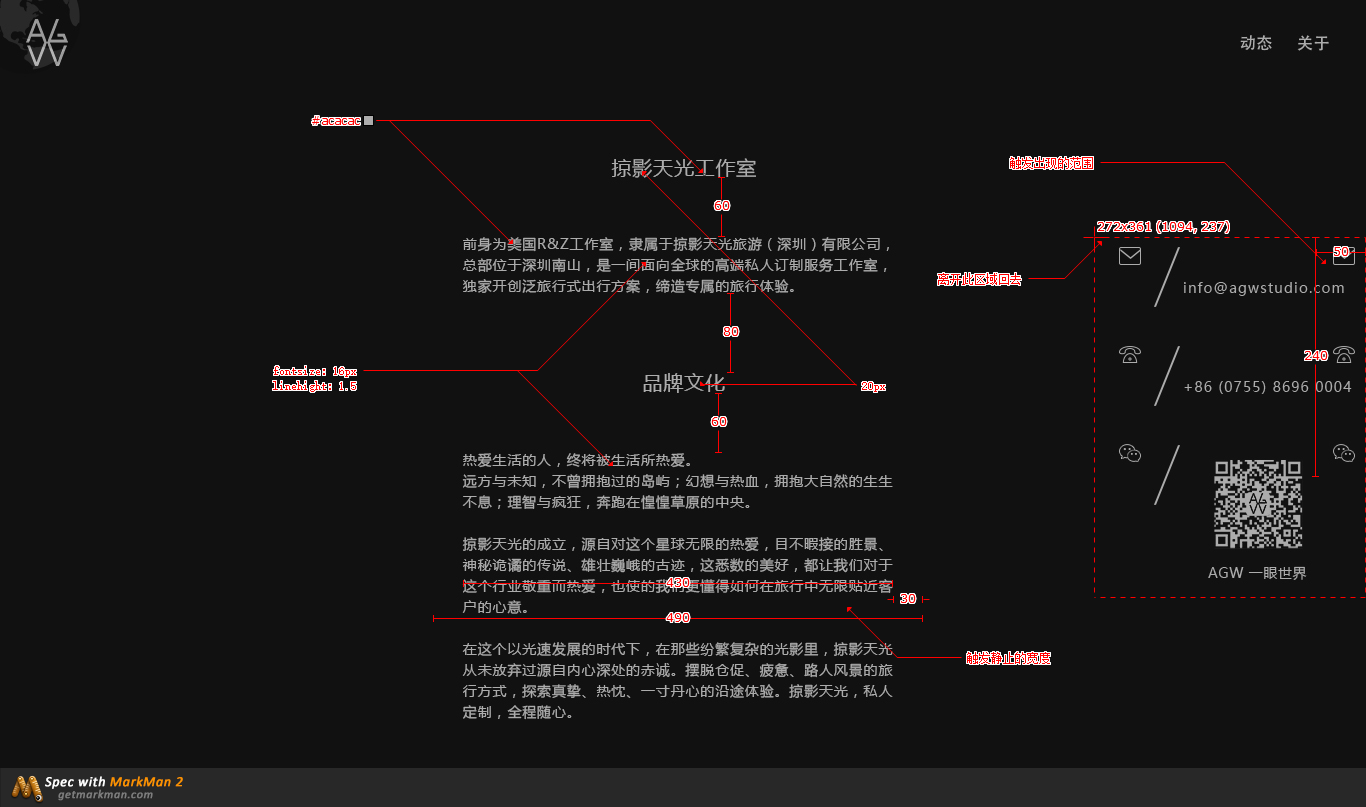 AGW
动态 关于
#acacac
掠影天光工作室
触发出现的范围
60
272x361 (1094, 237)
前身为美国R&Z工作室，隶属于掠影天光旅游（深圳）有限公司，
总部位于深圳南山，是一间面向全球的高端私人订制服务工作室，
独家开创泛旅行式出行方案，缔造专属的旅行体验。
50
离开此区域回去
info@agwstudio.com
80
240
fontsize: 16px
linehight: 1.5
品牌文化
20px
+86 (0755) 8696 0004
60
热爱生活的人，终将被生活所热爱。
远方与未知，不曾拥抱过的岛屿；幻想与热血，拥抱大自然的生生
不息；理智与疯狂，奔跑在惶惶草原的中央。
掠影天光的成立，源自对这个星球无限的热爱，目不暇接的胜景、
神秘诡谲的传说、雄壮巍峨的古迹，这悉数的美好，都让我们对于
这个行业敬重而热爱，也使的我们更懂得如何在旅行中无限贴近客
户的心意。
430
30
490
AGW 一眼世界
在这个以光速发展的时代下，在那些纷繁复杂的光影里，掠影天光
从未放弃过源自内心深处的赤诚。摆脱仓促、疲惫、路人风景的旅
行方式，探索真挚、热忱、一寸丹心的沿途体验。掠影天光，私人
定制，全程随心。
触发静止的宽度
Spec with MarkMan 2
getmarkman.com